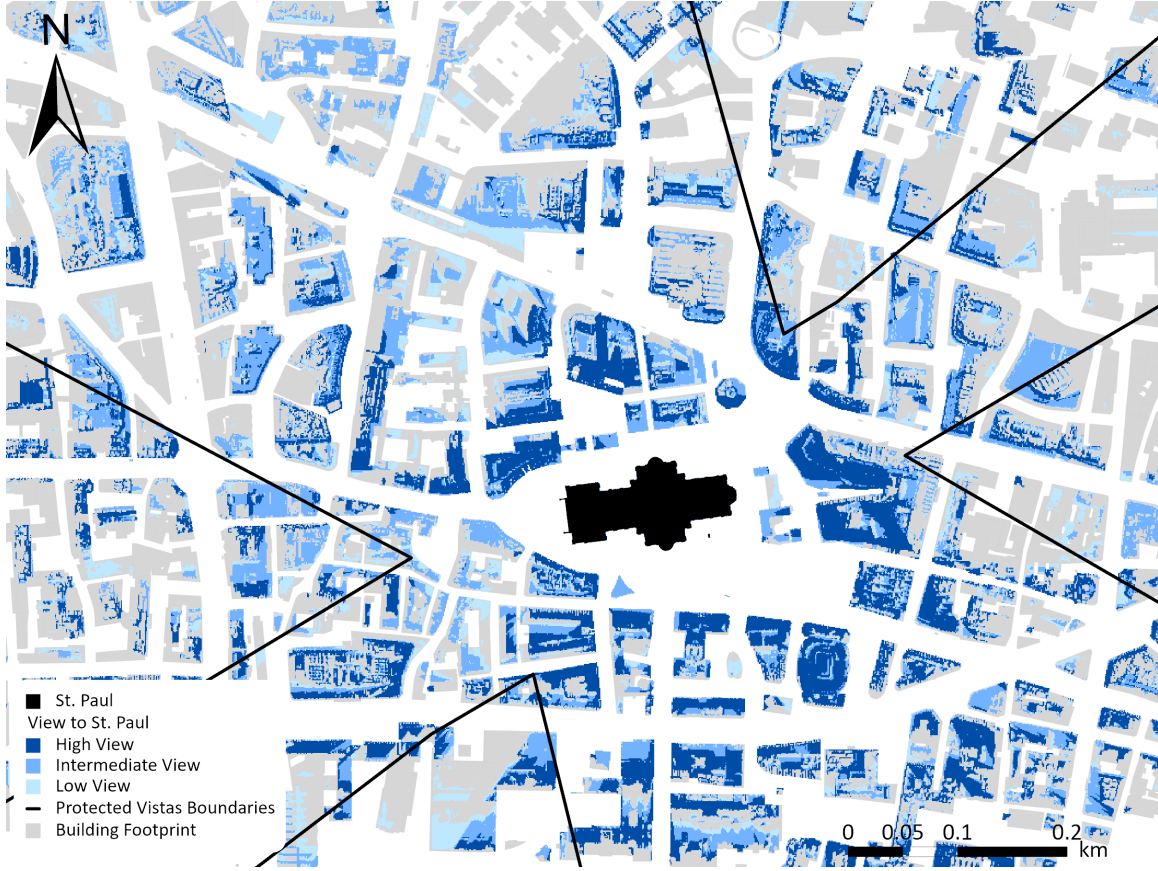 N
St. Paul
View to St. Paul
High View
Intermediate View
Low View
Protected Vistas Boundaries
Building Footprint
0 0.05 0.1 0.2
km